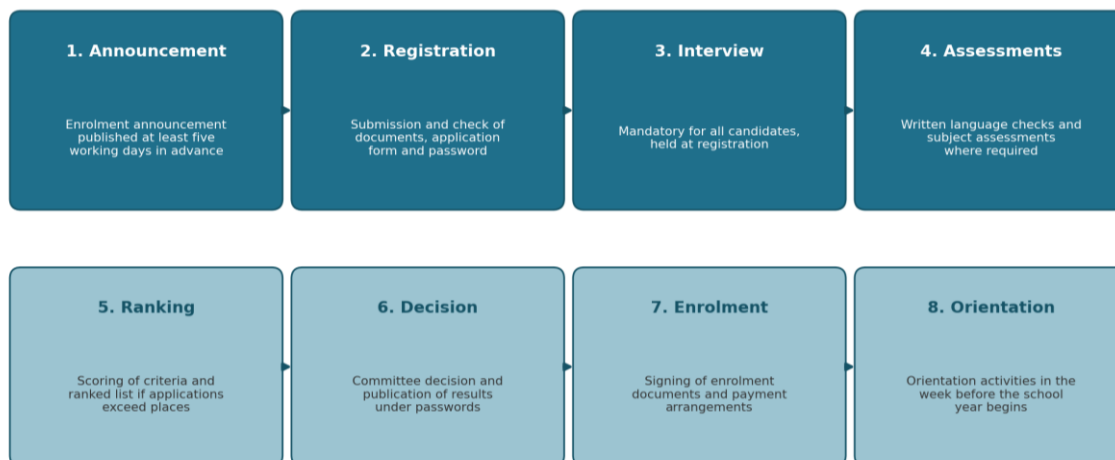 1. Announcement
Enrolment announcement
published at least five
working days in advance
2. Registration
Submission and check of
documents, application
form and password
3. Interview
Mandatory for all candidates,
held at registration
4. Assessments
Written language checks and
subject assessments
where required
5. Ranking
Scoring of criteria and
ranked list if applications
exceed places
6. Decision
Committee decision and
publication of results
under passwords
7. Enrolment
Signing of enrolment
documents and payment
arrangements
8. Orientation
Orientation activities in the
week before the school
year begins